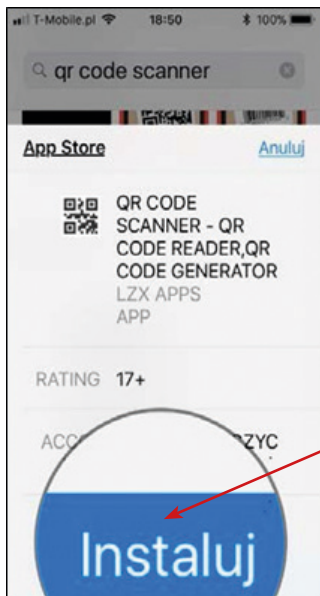 T-Mobile.pl 18:50 100%
qr code scanner
App Store Anuluj
QR CODE
SCANNER - QR
CODE READER,QR
CODE GENERATOR
LZX APPS
APP
RATING 17+
Instaluj